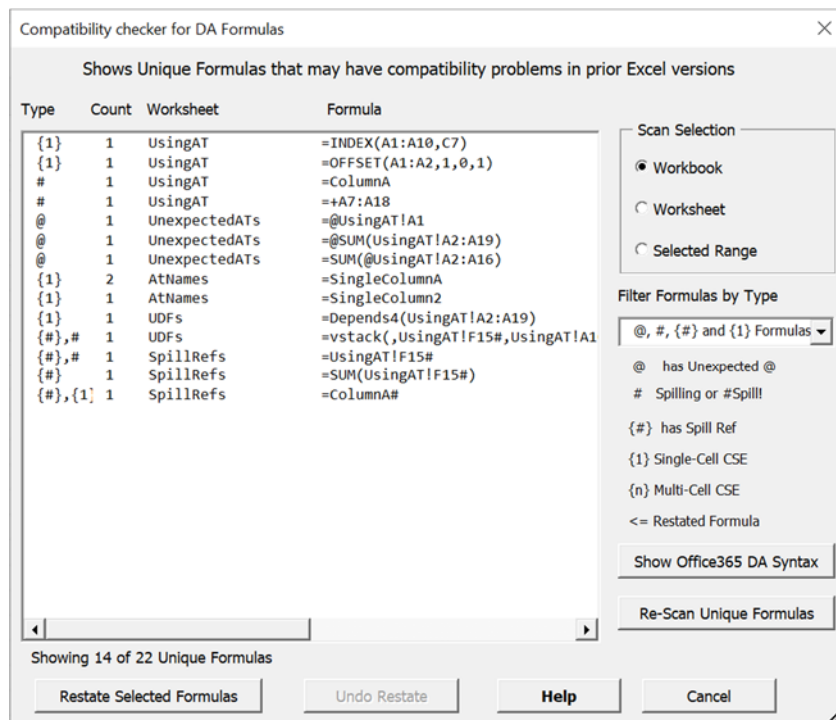 Compatibility checker for DA Formulas
Shows Unique Formulas that may have compatibility problems in prior Excel versions
Type Count Worksheet Formula
{1} 1 UsingAT =INDEX(A1:A10,C7)
{1} 1 UsingAT =OFFSET(A1:A2,1,0,1)
# 1 UsingAT =ColumnA
# 1 UsingAT =+A7:A18
@ 1 UnexpectedATs =@UsingAT!A1
@ 1 UnexpectedATs =@SUM(UsingAT!A2:A19)
@ 1 UnexpectedATs =SUM(@UsingAT!A2:A16)
{1} 2 AtNames =SingleColumnA
{1} 1 AtNames =SingleColumn2
{1} 1 UDFs =Depends4(UsingAT!A2:A19)
{#},# 1 UDFs =vstack(,UsingAT!F15#,UsingAT!A1
{#},# 1 SpillRefs =UsingAT!F15#
{#} 1 SpillRefs =SUM(UsingAT!F15#)
{#},{1] 1 SpillRefs =ColumnA#
Showing 14 of 22 Unique Formulas
Scan Selection
Workbook
Worksheet
Selected Range
Filter Formulas by Type
@, #, {#} and {1} Formulas
@ has Unexpected @
# Spilling or #Spill!
{#} has Spill Ref
{1} Single-Cell CSE
{n} Multi-Cell CSE
<= Restated Formula
Show Office365 DA Syntax
Re-Scan Unique Formulas
Restate Selected Formulas
Undo Restate
Help
Cancel